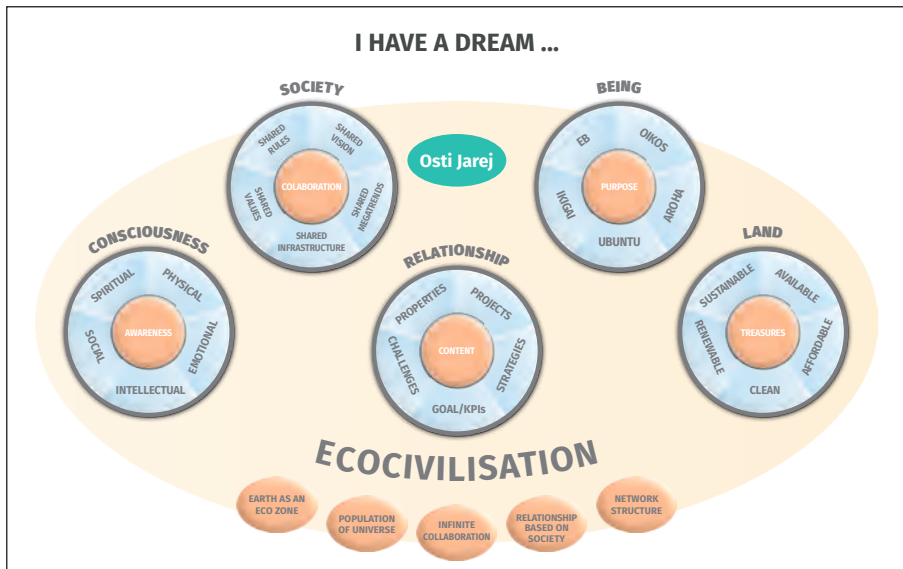 I HAVE A DREAM ...
SOCIETY
SHARED
RULES
SHARED
VISION
SHARED
VALUES
COLABORATION
SHARED
MEGATRENDS
SHARED
INFRASTRUCTURE
Osti Jarej
BEING
EB
OIKOS
IKIGAI
PURPOSE
AROHA
UBUNTU
CONSCIOUSNESS
SPIRITUAL
PHYSICAL
SOCIAL
AWARENESS
EMOTIONAL
INTELLECTUAL
RELATIONSHIP
PROPERTIES
PROJECTS
CHALLENGES
CONTENT
STRATEGIES
GOAL/KPIs
LAND
SUSTAINABLE
AVAILABLE
RENEWABLE
TREASURES
AFFORDABLE
CLEAN
ECOCIVILISATION
EARTH AS AN
ECO ZONE
POPULATION
OF UNIVERSE
INFINITE
COLLABORATION
RELATIONSHIP
BASED ON
SOCIETY
NETWORK
STRUCTURE